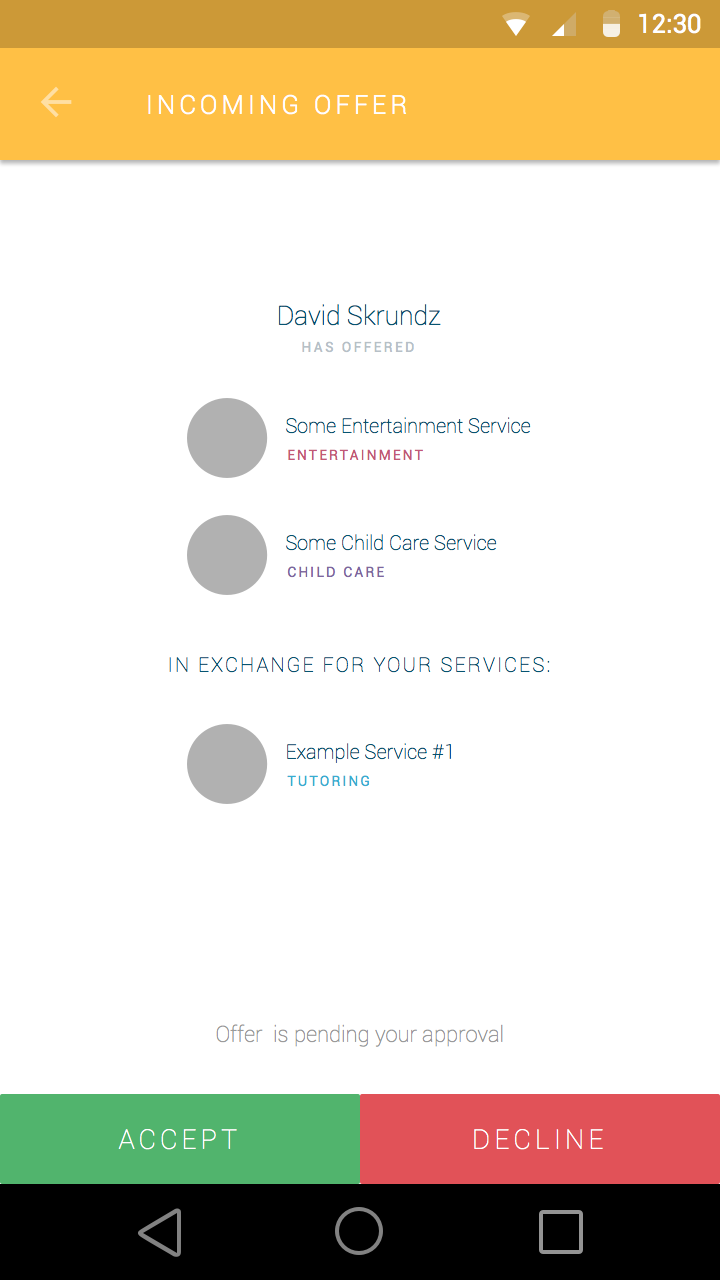 12:30
INCOMING OFFER
David Skrundz
HAS OFFERED
Some Entertainment Service
ENTERTAINMENT
Some Child Care Service
CHILD CARE
IN EXCHANGE FOR YOUR SERVICES:
Example Service #1
TUTORING
Offer  is pending your approval
ACCEPT
DECLINE